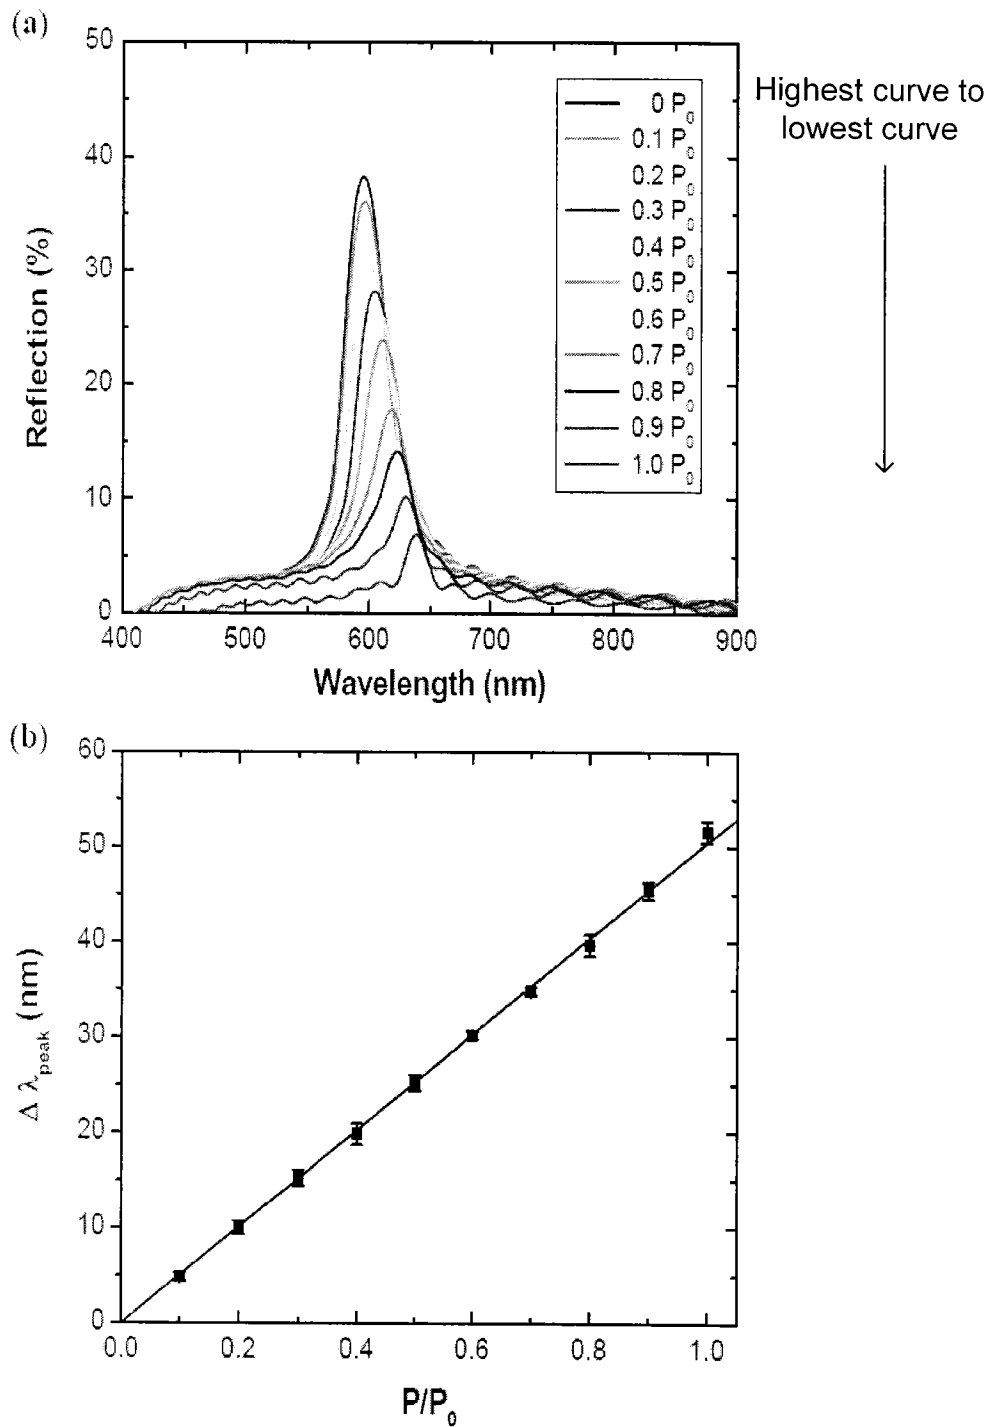 (a)
50
40
30
20
10
0
Reflection (%)
400 500 600 700 800 900
Wavelength (nm)
0 P₀
0.1 P₀
0.2 P₀
0.3 P₀
0.4 P₀
0.5 P₀
0.6 P₀
0.7 P₀
0.8 P₀
0.9 P₀
1.0 P₀
Highest curve to
lowest curve
(b)
60
50
40
30
20
10
0
Δ λpeak (nm)
0.0 0.2 0.4 0.6 0.8 1.0
P/P₀